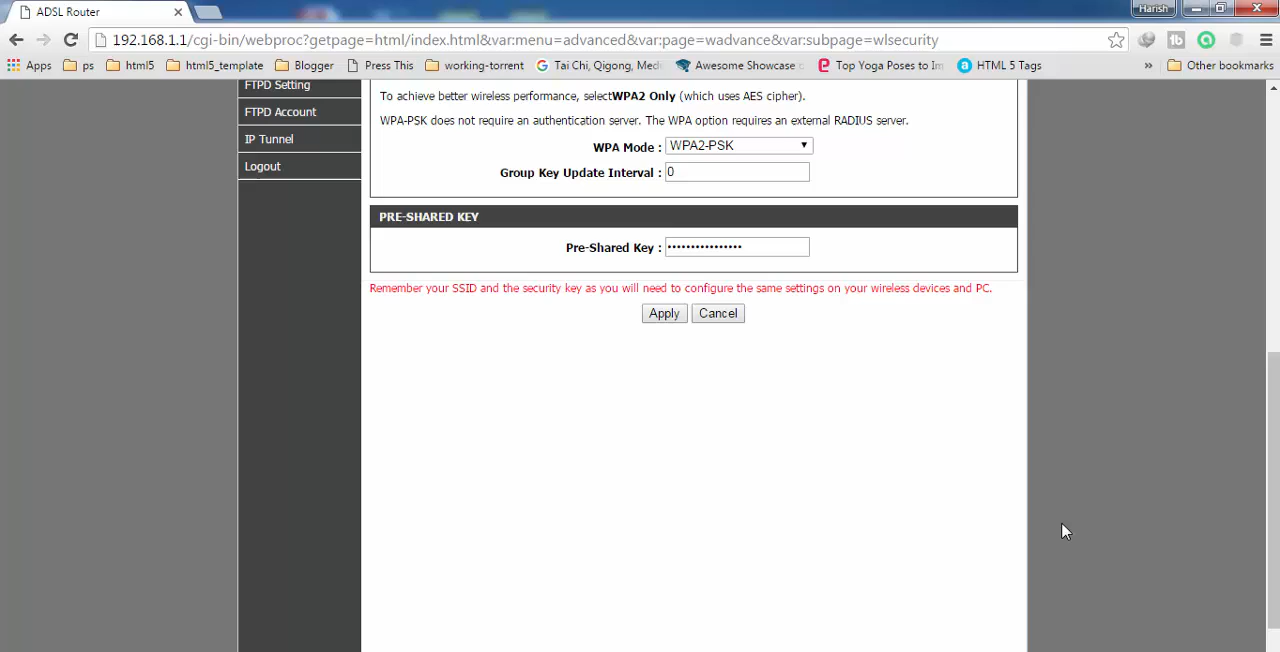 ADSL Router
Harish
192.168.1.1/cgi-bin/webproc?getpage=html/index.html&varmenu=advanced&var:page=wadvance&var:subpage=wlsecurity
Apps ps html5 html5_template Blogger Press This working-torrent Tai Chi, Qigong, Med Awesome Showcase Top Yoga Poses to Im HTML 5 Tags » Other bookmarks
FTPD Setting
FTPD Account
IP Tunnel
Logout
To achieve better wireless performance, selectWPA2 Only (which uses AES cipher).
WPA-PSK does not require an authentication server. The WPA option requires an external RADIUS server.
WPA Mode : WPA2-PSK
Group Key Update Interval : 0
PRE-SHARED KEY
Pre-Shared Key : ••••••••••••••••
Remember your SSID and the security key as you will need to configure the same settings on your wireless devices and PC.
Apply Cancel